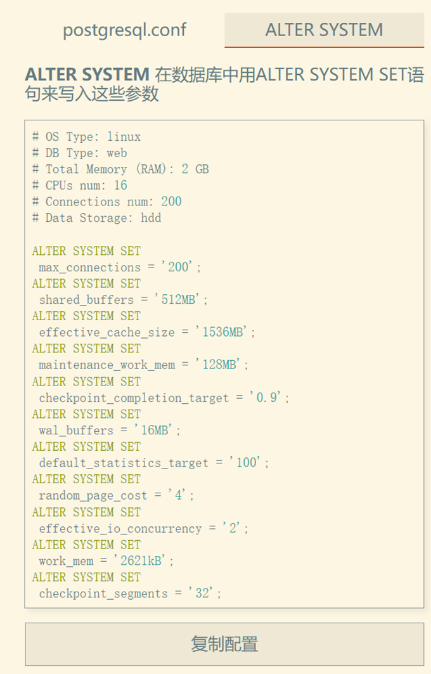 postgresql.conf
ALTER SYSTEM
ALTER SYSTEM 在数据库中用ALTER SYSTEM SET语
句来写入这些参数
# OS Type: linux
# DB Type: web
# Total Memory (RAM): 2 GB
# CPUs num: 16
# Connections num: 200
# Data Storage: hdd
ALTER SYSTEM SET
max_connections = '200';
ALTER SYSTEM SET
shared_buffers = '512MB';
ALTER SYSTEM SET
effective_cache_size = '1536MB';
ALTER SYSTEM SET
maintenance_work_mem = '128MB';
ALTER SYSTEM SET
checkpoint_completion_target = '0.9';
ALTER SYSTEM SET
wal_buffers = '16MB';
ALTER SYSTEM SET
default_statistics_target = '100';
ALTER SYSTEM SET
random_page_cost = '4';
ALTER SYSTEM SET
effective_io_concurrency = '2';
ALTER SYSTEM SET
work_mem = '2621kB';
ALTER SYSTEM SET
checkpoint_segments = '32';
复制配置